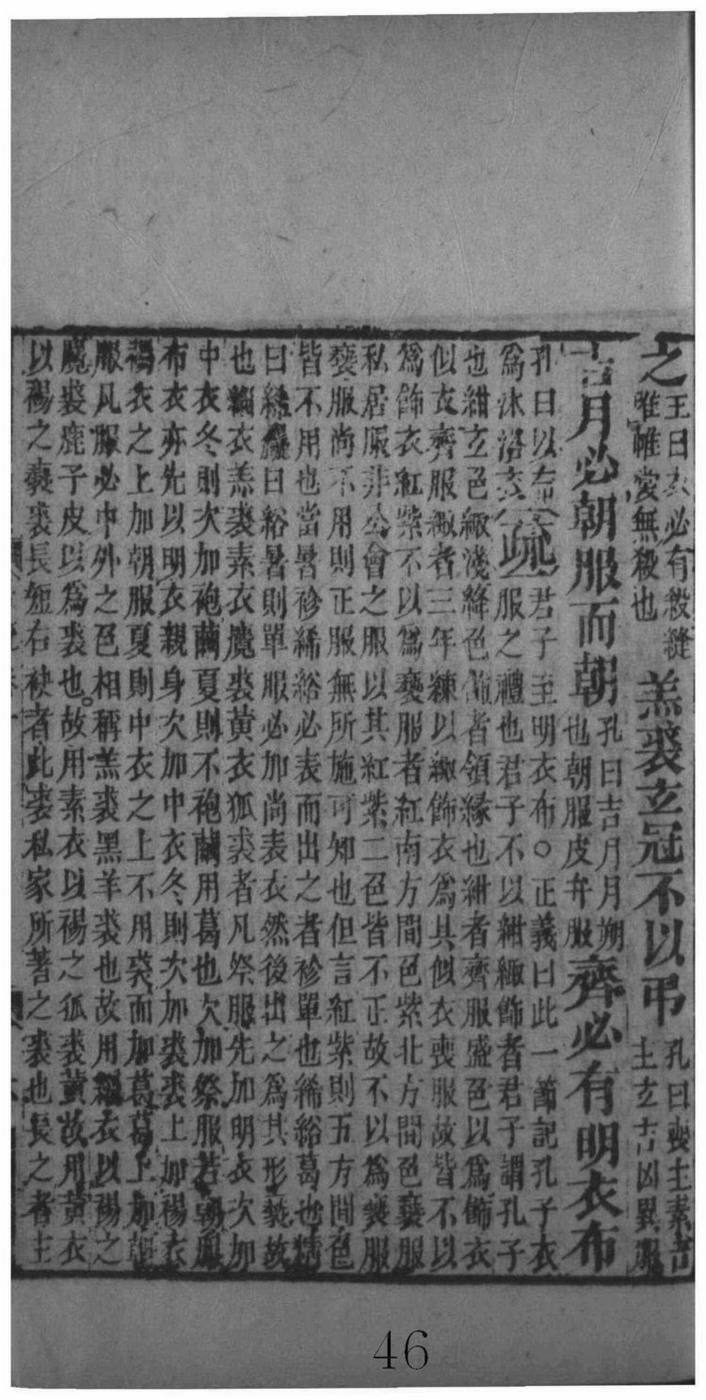 之王曰衣必有殺縫唯帷裳無殺也羔裘玄冠不以弔孔曰喪主素吉主玄吉凶異服
吉月必朝服而朝孔曰吉月月朔也朝服皮弁服齊必有明衣布
孔曰以布為沐浴衣疏君子至明衣布○正義曰此一節記孔子衣服之禮也君子不以紺緅飾者君子謂孔子
也紺玄色緅淺絳色飾者領緣也紺者齊服盛色以為飾衣
似衣齊服緅者三年練以緅飾衣為其似衣喪服故皆不以
為飾衣紅紫不以為褻服者紅南方間色紫北方間色褻服
私居服非公會之服以其紅紫二色皆不正故不以為褻服
褻服尚不用則正服無所施可知也但言紅紫則五方間色
皆不用也當暑袗絺綌必表而出之者袗單也絺綌葛也精
曰絺麤曰綌暑則單服必加尚表衣然後出之為其形褻故
也緇衣羔裘素衣麑裘黃衣狐裘者凡祭服先加明衣次加
中衣冬則次加袍繭夏則不袍繭用葛也次加祭服若朝服
布衣亦先以明衣親身次加中衣冬則次加裘裘上加裼衣
裼衣之上加朝服夏則中衣之上不用裘而加葛葛上加朝
服凡服必中外之色相稱羔裘黑羊裘也故用緇衣以裼之
麑裘鹿子皮以為裘也故用素衣以裼之狐裘黃故用黃衣
以裼之褻裘長短右袂者此裘私家所著之裘也長之者主